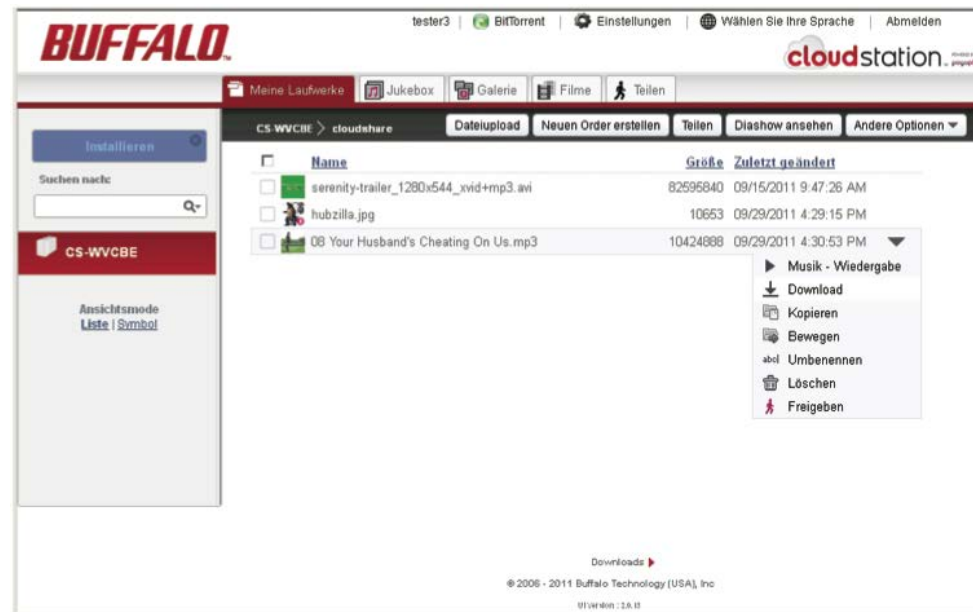 tester3 | BitTorrent | Einstellungen | Wählen Sie Ihre Sprache | Abmelden
BUFFALO
cloudstation
Meine Laufwerke Jukebox Galerie Filme Teilen
CS-WVCBE > cloudshare Dateiupload Neuen Order erstellen Teilen Diashow ansehen Andere Optionen
Installieren
Suchen nach:
CS-WVCBE
Ansichtsmode
Liste | Symbol
Name Größe Zuletzt geändert
serenity-trailer_1280x544_xvid+mp3.avi 82595840 09/15/2011 9:47:26 AM
hubzilla.jpg 10653 09/29/2011 4:29:15 PM
08 Your Husband's Cheating On Us.mp3 10424888 09/29/2011 4:30:53 PM
Musik - Wiedergabe
Download
Kopieren
Bewegen
abcl Umbenennen
Löschen
Freigeben
Downloads
© 2006 - 2011 Buffalo Technology (USA), Inc